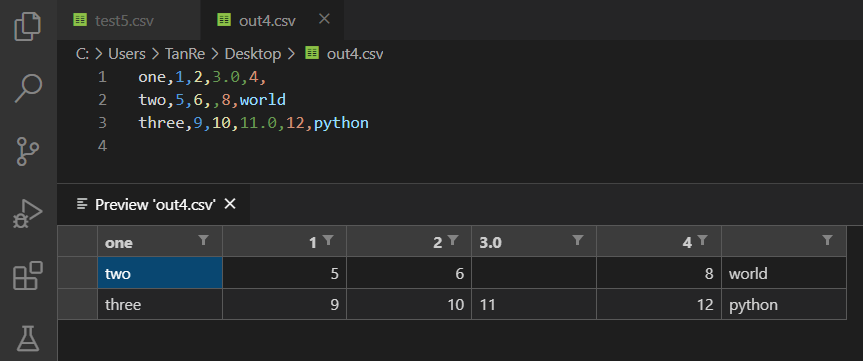 test5.csv out4.csv
C: > Users > TanRe > Desktop > out4.csv
1 one,1,2,3.0,4,
2 two,5,6,,8,world
3 three,9,10,11.0,12,python
4
Preview 'out4.csv'
one 1 2 3.0 4
two 5 6 8 world
three 9 10 11 12 python